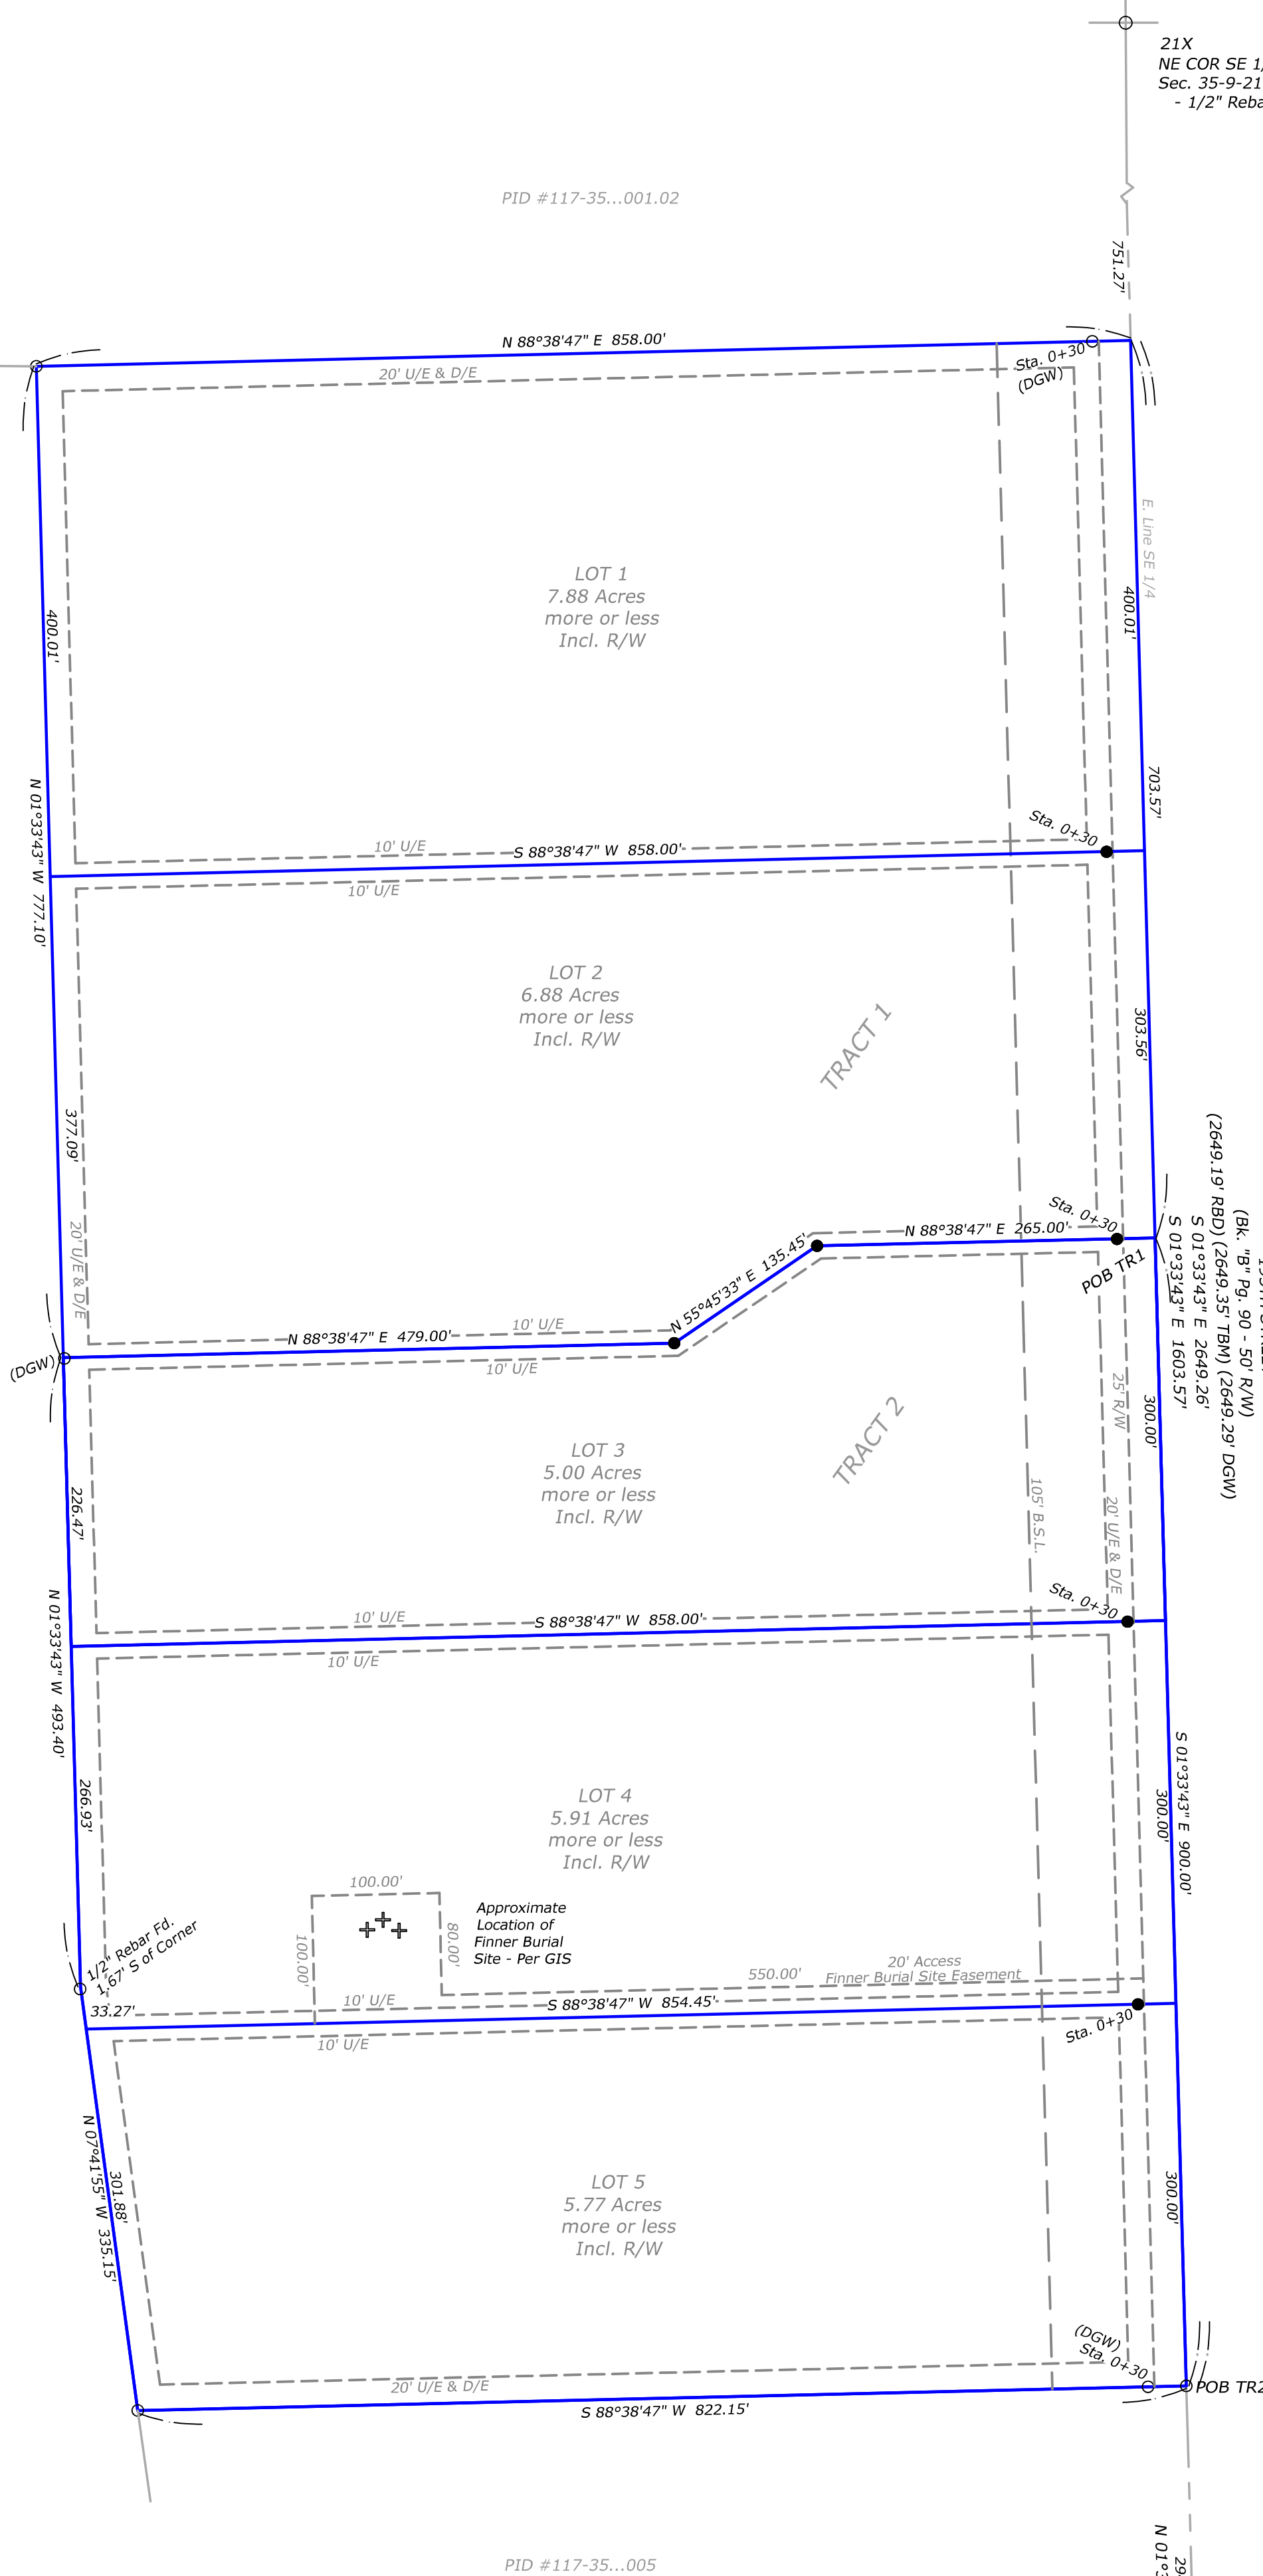 21X
NE COR SE 1/
Sec. 35-9-21
- 1/2" Reba
PID #117-35...001.02
751.27'
N 88°38'47" E 858.00'
Sta. 0+30
(DGW)
20' U/E & D/E
E. Line SE 1/4
LOT 1
7.88 Acres
more or less
Incl. R/W
400.01'
400.01'
703.57'
N 01°33'43" W 777.10'
Sta. 0+30
10' U/E
S 88°38'47" W 858.00'
10' U/E
LOT 2
6.88 Acres
more or less
Incl. R/W
TRACT 1
303.56'
377.09'
20' U/E & D/E
Sta. 0+30
N 88°38'47" E 265.00'
POB TR1
N 55°45'33" E 135.45'
10' U/E
N 88°38'47" E 479.00'
(DGW)
10' U/E
(Bk. "B" Pg. 90 - 50' R/W)
(2649.19' RBD) (2649.35' TBM) (2649.29' DGW)
S 01°33'43" E 2649.26'
S 01°33'43" E 1603.57'
25' R/W
300.00'
TRACT 2
LOT 3
5.00 Acres
more or less
Incl. R/W
105' B.S.L.
20' U/E & D/E
226.47'
Sta. 0+30
10' U/E
S 88°38'47" W 858.00'
10' U/E
N 01°33'43" W 493.40'
266.93'
LOT 4
5.91 Acres
more or less
Incl. R/W
300.00'
S 01°33'43" E 900.00'
100.00'
100.00'
80.00'
Approximate
Location of
Finner Burial
Site - Per GIS
1/2" Rebar Fd.
1.67' S of Corner
550.00'
20' Access
Finner Burial Site Easement
33.27'
10' U/E
S 88°38'47" W 854.45'
Sta. 0+30
10' U/E
N 07°41'55" W 335.15'
301.88'
LOT 5
5.77 Acres
more or less
Incl. R/W
300.00'
(DGW)
Sta. 0+30
POB TR2
20' U/E & D/E
S 88°38'47" W 822.15'
PID #117-35...005
N 01°3
29